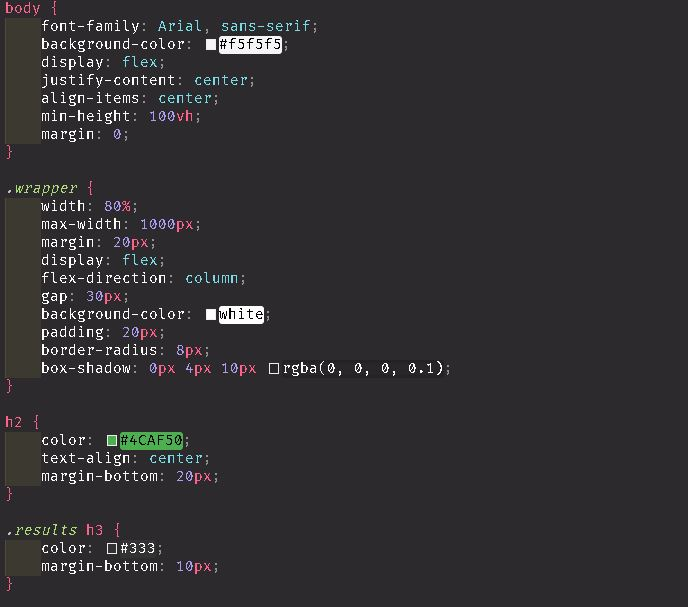 body {
    font-family: Arial, sans-serif;
    background-color: #f5f5f5;
    display: flex;
    justify-content: center;
    align-items: center;
    min-height: 100vh;
    margin: 0;
}

.wrapper {
    width: 80%;
    max-width: 1000px;
    margin: 20px;
    display: flex;
    flex-direction: column;
    gap: 30px;
    background-color: white;
    padding: 20px;
    border-radius: 8px;
    box-shadow: 0px 4px 10px rgba(0, 0, 0, 0.1);
}

h2 {
    color: #4CAF50;
    text-align: center;
    margin-bottom: 20px;
}

.results h3 {
    color: #333;
    margin-bottom: 10px;
}